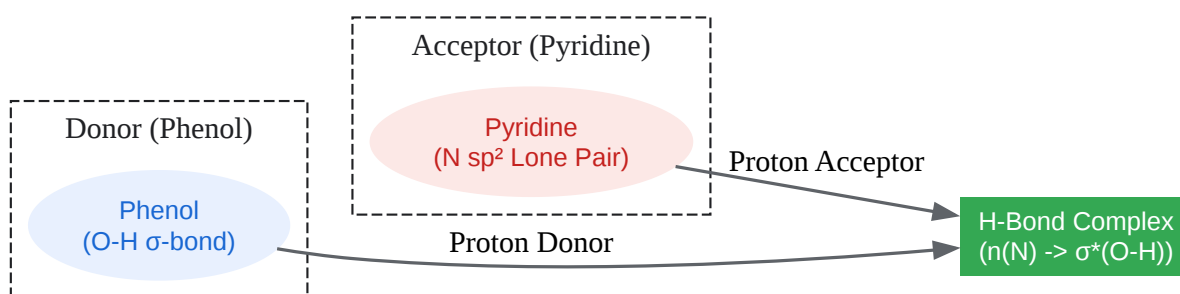 Acceptor (Pyridine)
Pyridine
(N sp² Lone Pair)
Proton Acceptor
Donor (Phenol)
Phenol
(O-H σ-bond)
Proton Donor
H-Bond Complex
(n(N) -> σ*(O-H))